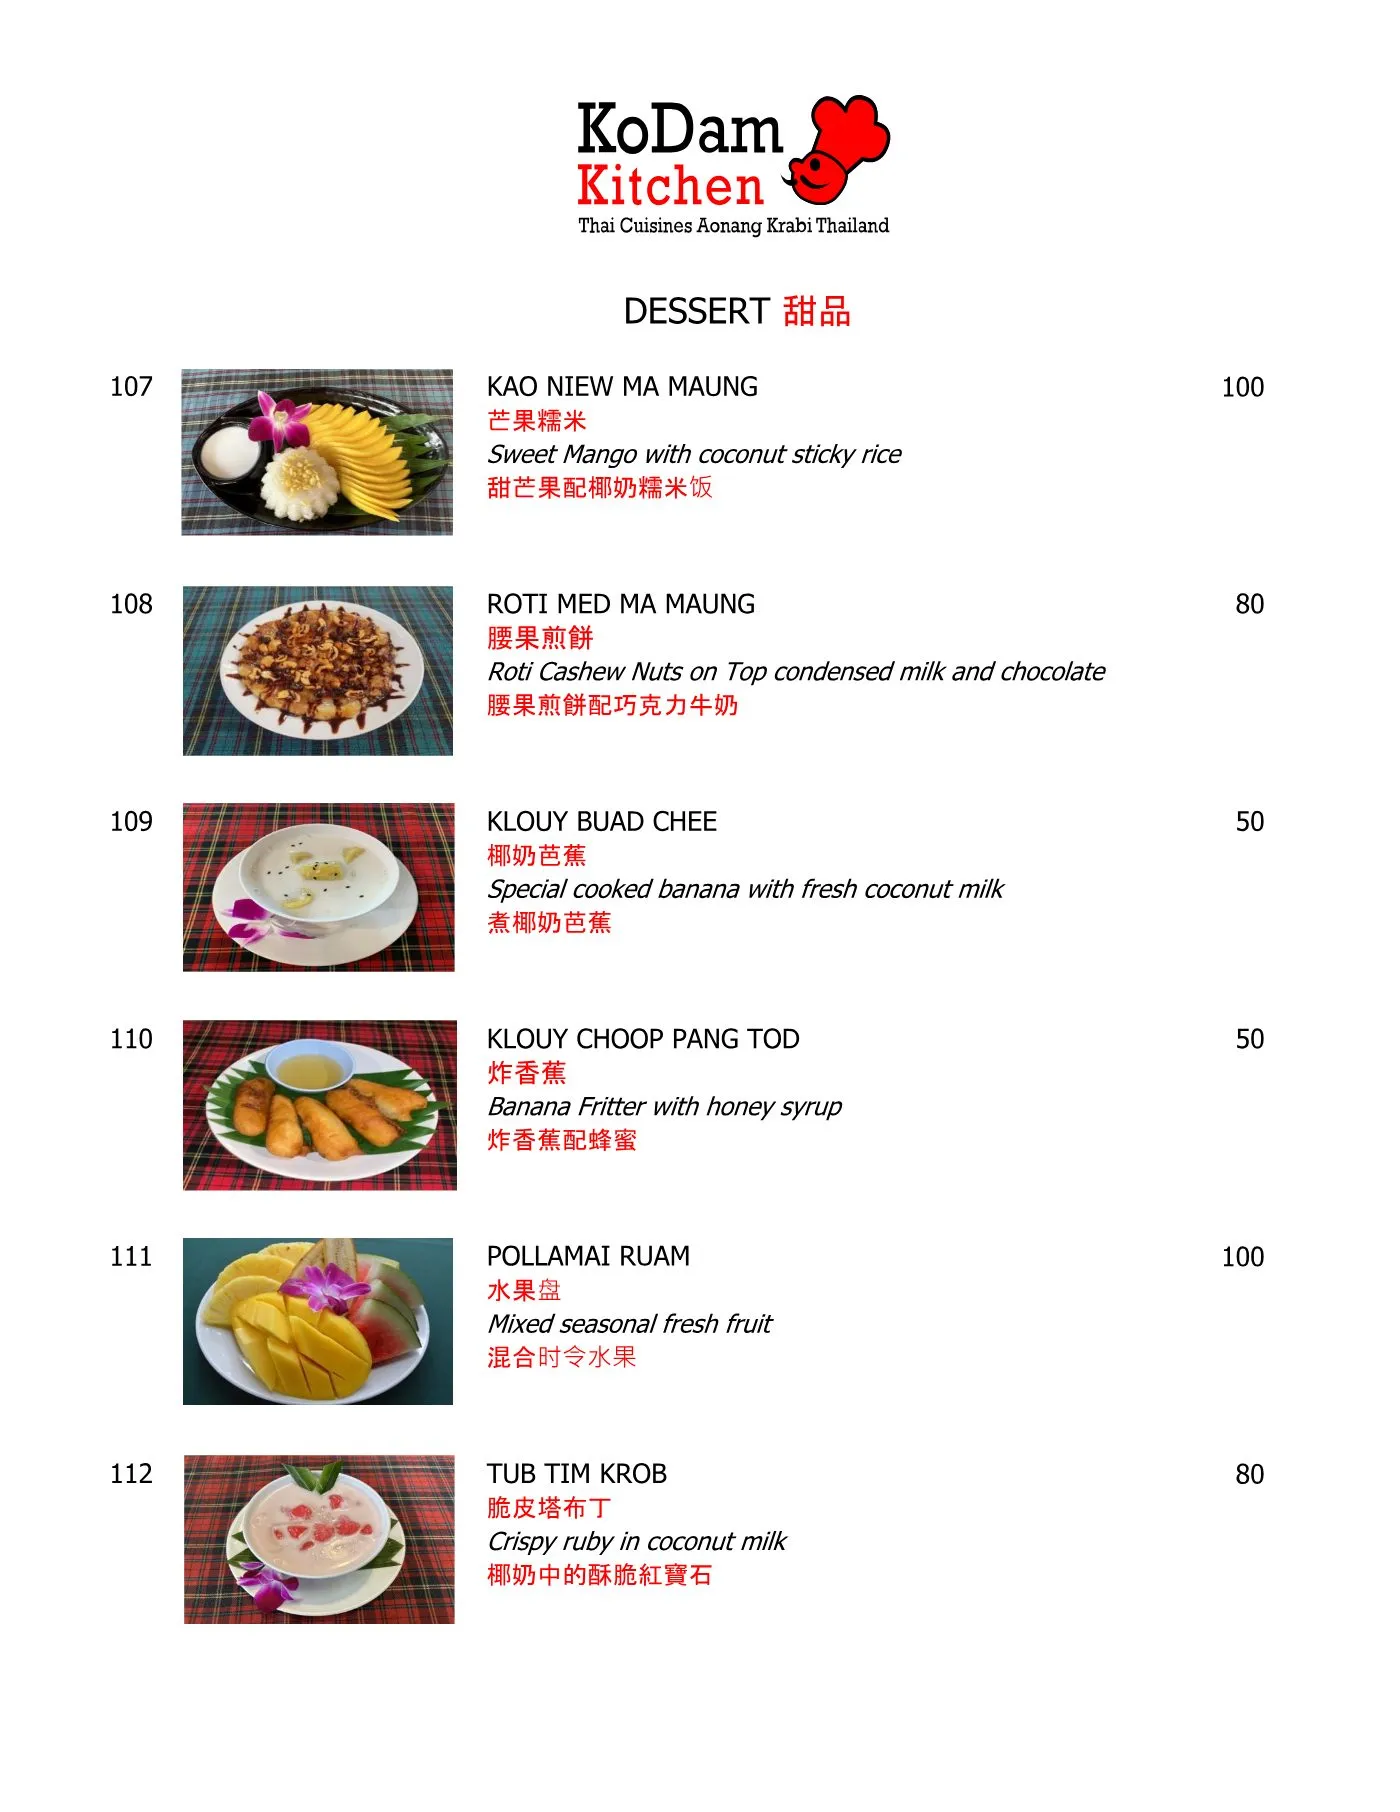 KoDam
Kitchen
Thai Cuisines Aonang Krabi Thailand
DESSERT 甜品
107 KAO NIEW MA MAUNG 100
芒果糯米
Sweet Mango with coconut sticky rice
甜芒果配椰奶糯米饭
108 ROTI MED MA MAUNG 80
腰果煎餅
Roti Cashew Nuts on Top condensed milk and chocolate
腰果煎餅配巧克力牛奶
109 KLOUY BUAD CHEE 50
椰奶芭蕉
Special cooked banana with fresh coconut milk
煮椰奶芭蕉
110 KLOUY CHOOP PANG TOD 50
炸香蕉
Banana Fritter with honey syrup
炸香蕉配蜂蜜
111 POLLAMAI RUAM 100
水果盘
Mixed seasonal fresh fruit
混合时令水果
112 TUB TIM KROB 80
脆皮塔布丁
Crispy ruby in coconut milk
椰奶中的酥脆紅寶石